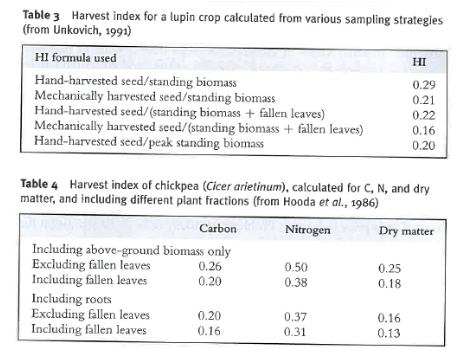 Table 3 Harvest index for a lupin crop calculated from various sampling strategies
(from Unkovich, 1991)
HI formula used HI
Hand-harvested seed/standing biomass 0.29
Mechanically harvested seed/standing biomass 0.21
Hand-harvested seed/(standing biomass + fallen leaves) 0.22
Mechanically harvested seed/(standing biomass + fallen leaves) 0.16
Hand-harvested seed/peak standing biomass 0.20
Table 4 Harvest index of chickpea (Cicer arietinum), calculated for C, N, and dry
matter, and including different plant fractions (from Hooda et al., 1986)
Carbon Nitrogen Dry matter
Including above-ground biomass only
Excluding fallen leaves 0.26 0.50 0.25
Including fallen leaves 0.20 0.38 0.18
Including roots
Excluding fallen leaves 0.20 0.37 0.16
Including fallen leaves 0.16 0.31 0.13